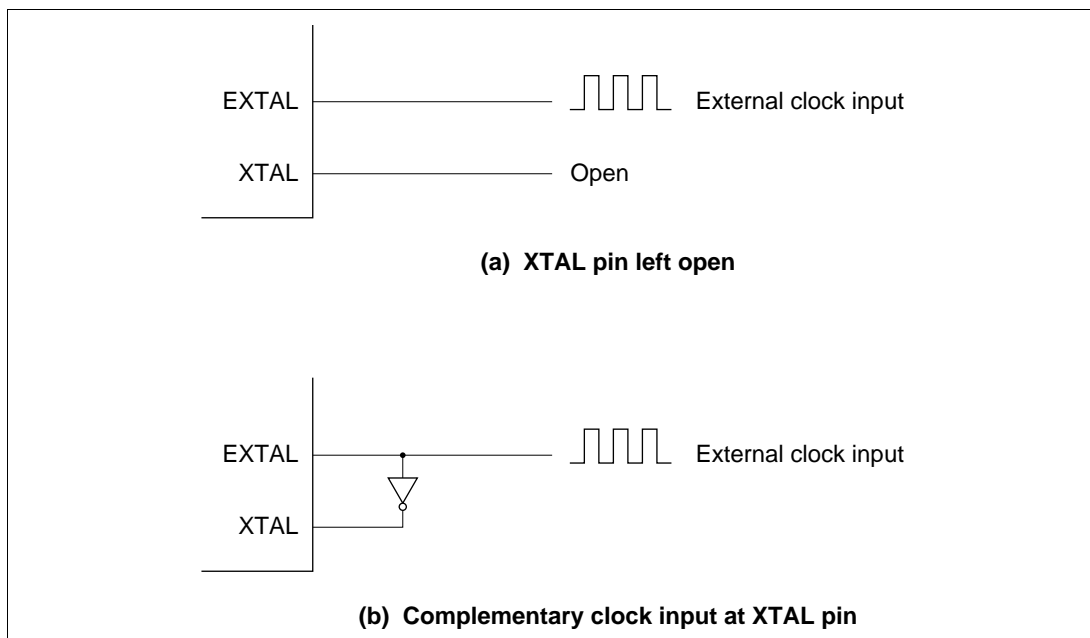 EXTAL External clock input
XTAL Open
(a) XTAL pin left open
EXTAL External clock input
XTAL
(b) Complementary clock input at XTAL pin